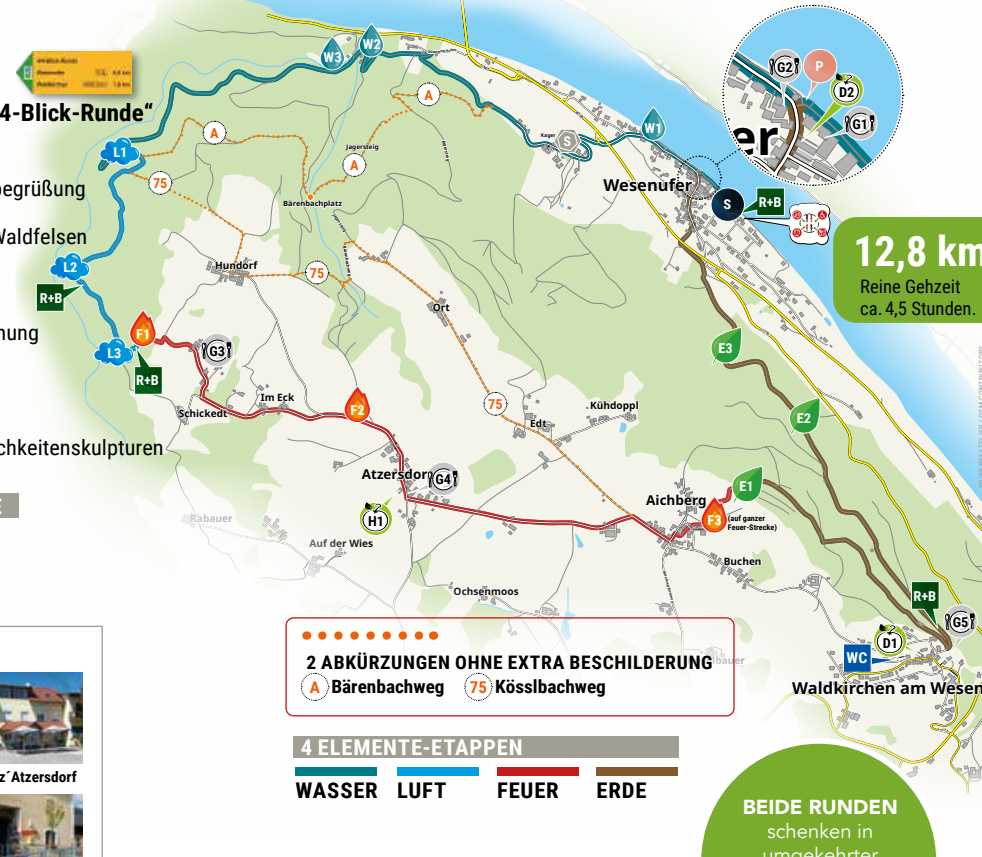 4-Blick-Runde“
egrüßung
Waldfelsen
nung
chkeitenskulpturen
z´Atzersdorf
W3
W2
W1
A
A
A
Jagersteig
Bärenbachplatz
Kager
S
Wesenufer
S
R+B
G2
P
D2
G1
er
12,8 km
Reine Gehzeit
ca. 4,5 Stunden.
L1
75
L2
R+B
Hundorf
75
Ort
L3
F1
R+B
G3
Schickedt
Im Eck
F2
75
Edt
Kühdoppl
E3
E2
E1
Atzersdorf
G4
H1
Aichberg
F3
(auf ganzer
Feuer-Strecke)
Rabauer
Auf der Wies
Ochsenmoos
Buchen
R+B
G5
D1
WC
Waldkirchen am Wesen
2 ABKÜRZUNGEN OHNE EXTRA BESCHILDERUNG
A Bärenbachweg 75 Kösslbachweg
4 ELEMENTE-ETAPPEN
WASSER LUFT FEUER ERDE
BEIDE RUNDEN
schenken in
umgekehrter